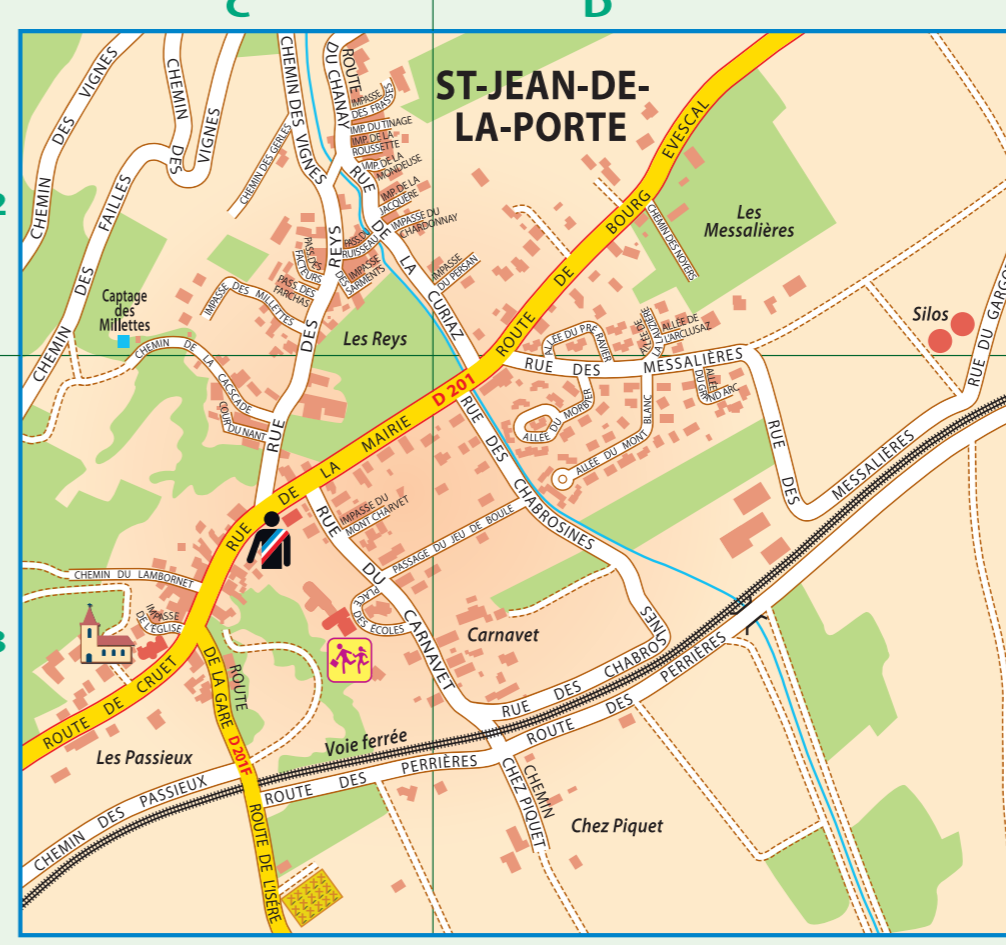 C
D
2
3
ST-JEAN-DE-
LA-PORTE
CHEMIN DES VIGNES
CHEMIN DES VIGNES
CHEMIN DES FAILLES
CHEMIN DES VIGNES
CHEMIN DES GERLES
ROUTE DU CHANAY
IMPASSE DES FRASSES
IMP. DU TINAGE
IMP. DE LA ROUSSETTE
IMP DE LA MONDEUSE
IMP. DE LA JACQUÈRE
IMPASSE DU CHARDONNAY
RUE DE LA CURIAZ
IMPASSE DU PERSAN
PASS. DU RUISSEAU
IMPASSE DES SARMENTS
PASS. DES FACTEURS
PASS. DES FARCHAS
IMPASSE DES MILLETTES
RUE DES REYS
Captage
des
Millettes
CHEMIN DE LA CACSCADE
COUR DU NANT
Les Reys
EVESCAL
ROUTE DE BOURG
CHEMIN DES NOYERS
Les
Messalières
Silos
RUE DU GARGO
ALLÉE DU PRÉ RAVIER
ALLÉE DE
ALLÉE DE L'ARCLUSAZ
RUE DES MESSALIÈRES
ALLÉE DU MORBIER
ALLÉE DU MONT BLANC
RUE DES MESSALIÈRES
D 201
RUE DE LA MAIRIE
RUE DES CHABROSINES
IMPASSE DU
MONT CHARVET
PASSAGE DU JEU DE BOULE
RUE DU CARNAVET
PLACE DES ÉCOLES
CHEMIN DU LAMBORNET
IMPASSE
DE L'ÉGLISE
Carnavet
RUE DES CHABROSINES
ROUTE DE CRUET
ROUTE DE LA GARE
D 201F
Les Passieux
Voie ferrée
CHEMIN DES PASSIEUX
ROUTE DES PERRIÈRES
ROUTE DES PERRIÈRES
CHEMIN
CHEZ PIQUET
Chez Piquet
ROUTE DE L'ISÈRE